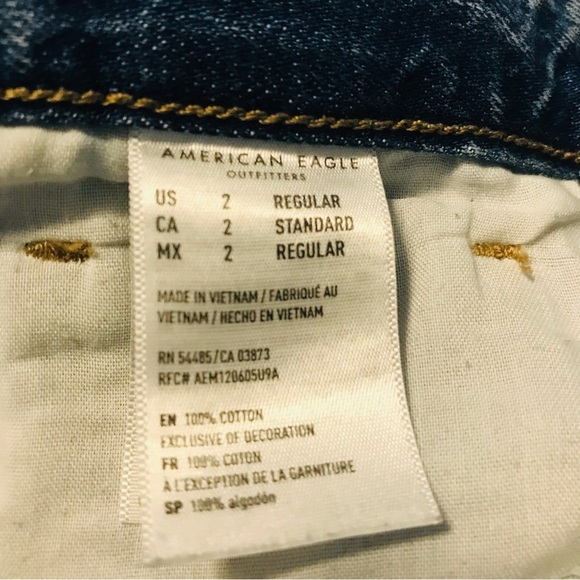 AMERICAN EAGLE
OUTFITTERS
US 2 REGULAR
CA 2 STANDARD
MX 2 REGULAR
MADE IN VIETNAM / FABRIQUÉ AU
VIETNAM / HECHO EN VIETNAM
RN 54485/CA 03873
RFC# AEM120605U9A
EN 100% COTTON
EXCLUSIVE OF DECORATION
FR 100% COTON
À L'EXCEPTION DE LA GARNITURE
SP 100% algodón